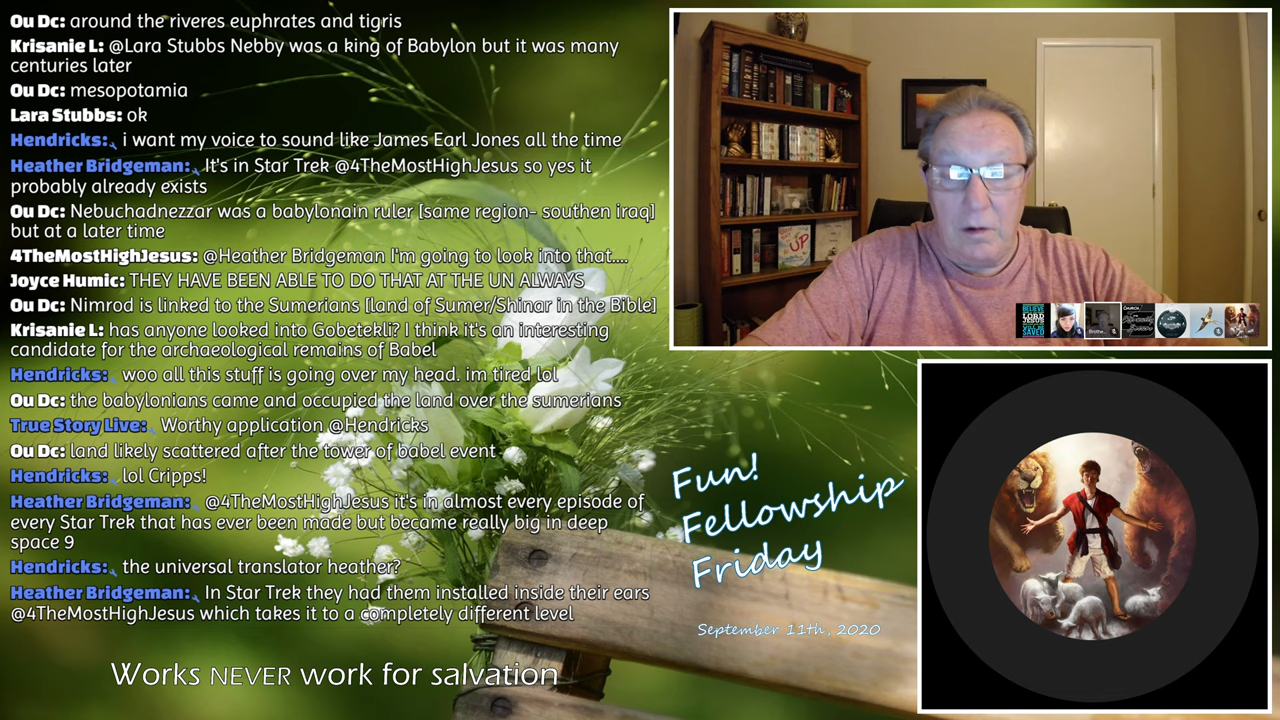 Ou Dc: around the riveres euphrates and tigris
Krisanie L: @Lara Stubbs Nebby was a king of Babylon but it was many
centuries later
Ou Dc: mesopotamia
Lara Stubbs: ok
Hendricks: i want my voice to sound like James Earl Jones all the time
Heather Bridgeman: It's in Star Trek @4TheMostHighJesus so yes it
probably already exists
Ou Dc: Nebuchadnezzar was a babylonain ruler [same region- southen iraq]
but at a later time
4TheMostHighJesus: @Heather Bridgeman I'm going to look into that....
Joyce Humic: THEY HAVE BEEN ABLE TO DO THAT AT THE UN ALWAYS
Ou Dc: Nimrod is linked to the Sumerians [land of Sumer/Shinar in the Bible]
Krisanie L: has anyone looked into Gobetekli? I think it's an interesting
candidate for the archaeological remains of Babel
Hendricks: woo all this stuff is going over my head. im tired lol
Ou Dc: the babylonians came and occupied the land over the sumerians
True Story Live: Worthy application @Hendricks
Ou Dc: land likely scattered after the tower of babel event
Hendricks: lol Cripps!
Heather Bridgeman: @4TheMostHighJesus it's in almost every episode of
every Star Trek that has ever been made but became really big in deep
space 9
Hendricks: the universal translator heather?
Heather Bridgeman: In Star Trek they had them installed inside their ears
@4TheMostHighJesus which takes it to a completely different level
Works NEVER work for salvation
UP
BELIEVE
LORD
JESUS
SAVED
Brothe...
CHURCH
Fun!
Fellowship
Friday
September 11th, 2020